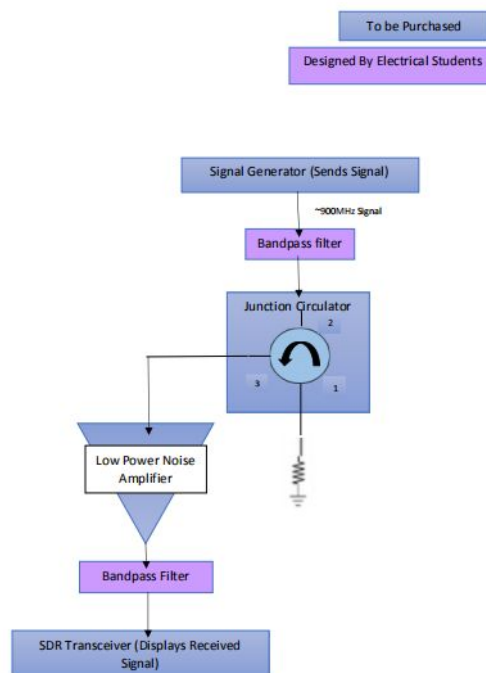 To be Purchased
Designed By Electrical Students
Signal Generator (Sends Signal)
~900MHz Signal
Bandpass filter
Junction Circulator
2
3
1
Low Power Noise
Amplifier
Bandpass Filter
SDR Transceiver (Displays Received
Signal)